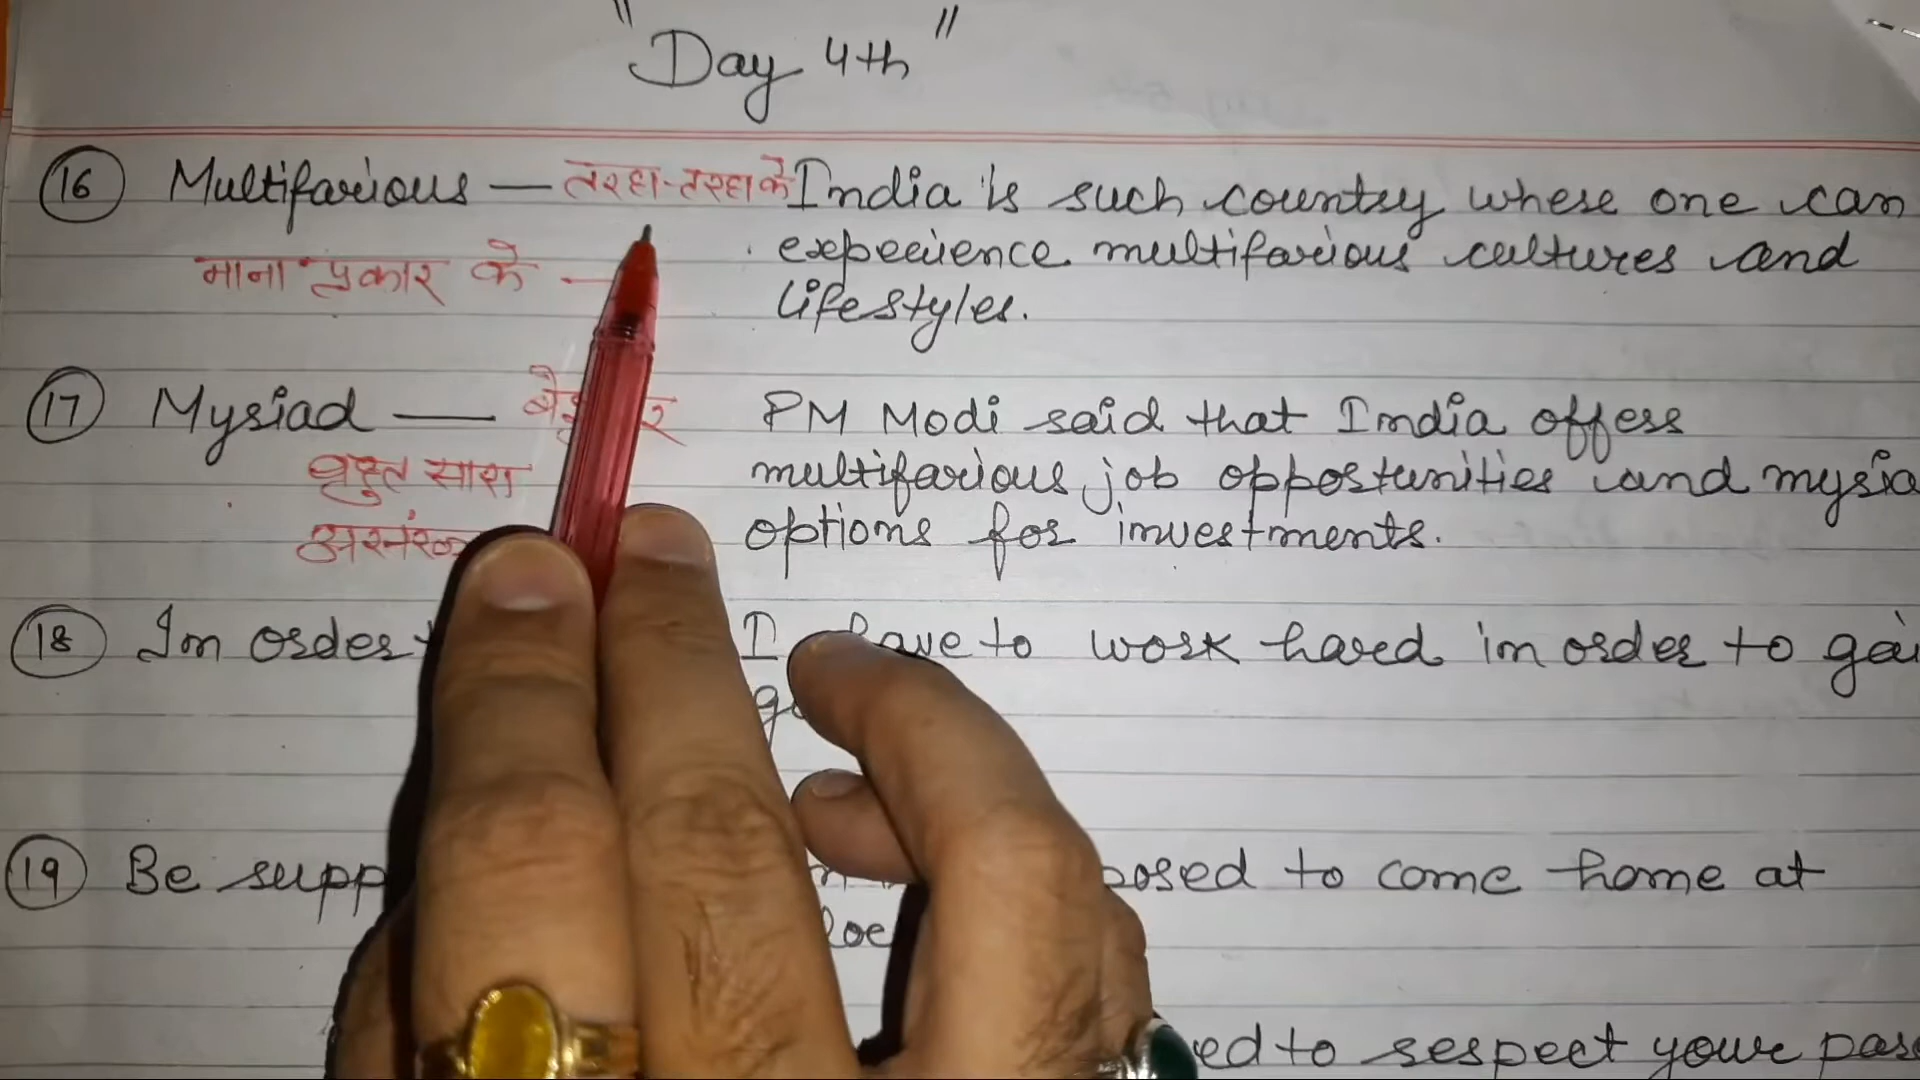 "Day 4th"
16 Multifarious — तरहा-तरहा के India is such country where one can
माना प्रकार के — experience multifarious cultures and
lifestyles.
17 Myriad — PM Modi said that India offers
बहुत सारा multifarious job opportunities and
options for investments.
18 In order I have to work hard in order to
19 Be to come home at
to respect your